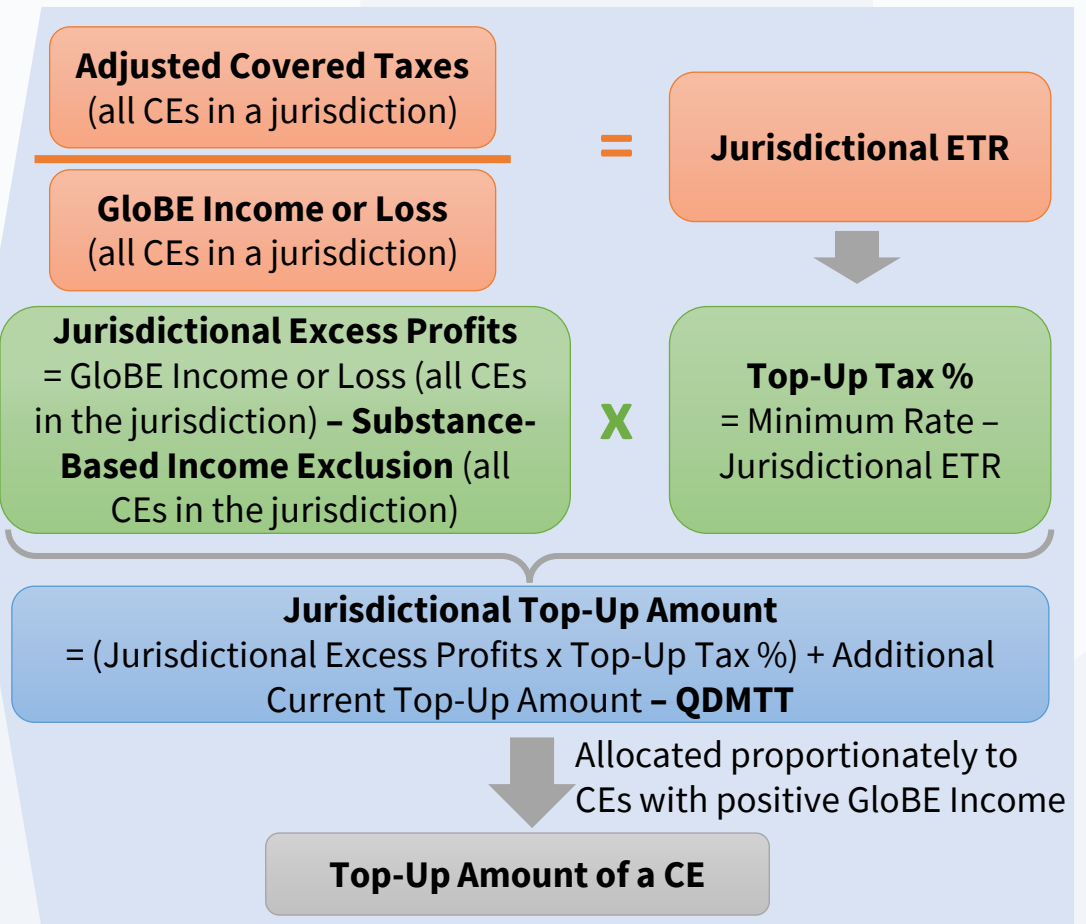 Adjusted Covered Taxes
(all CEs in a jurisdiction)
=
Jurisdictional ETR
GloBE Income or Loss
(all CEs in a jurisdiction)
Jurisdictional Excess Profits
= GloBE Income or Loss (all CEs
in the jurisdiction) – Substance-
Based Income Exclusion (all
CEs in the jurisdiction)
x
Top-Up Tax %
= Minimum Rate –
Jurisdictional ETR
Jurisdictional Top-Up Amount
= (Jurisdictional Excess Profits x Top-Up Tax %) + Additional
Current Top-Up Amount – QDMTT
Allocated proportionately to
CEs with positive GloBE Income
Top-Up Amount of a CE